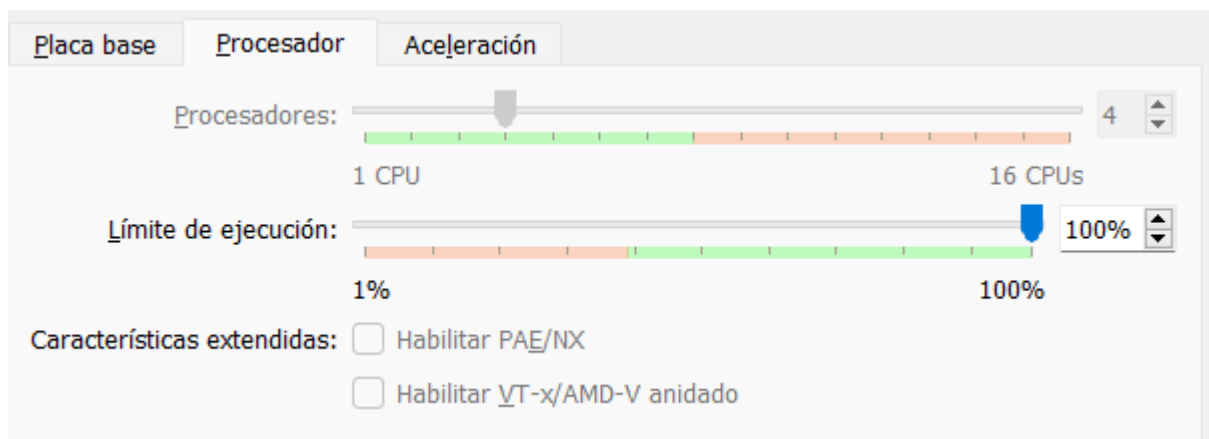 Placa base Procesador Aceleración
Procesadores: 4
1 CPU 16 CPUs
Límite de ejecución: 100%
1% 100%
Características extendidas: Habilitar PAE/NX
Habilitar VT-x/AMD-V anidado